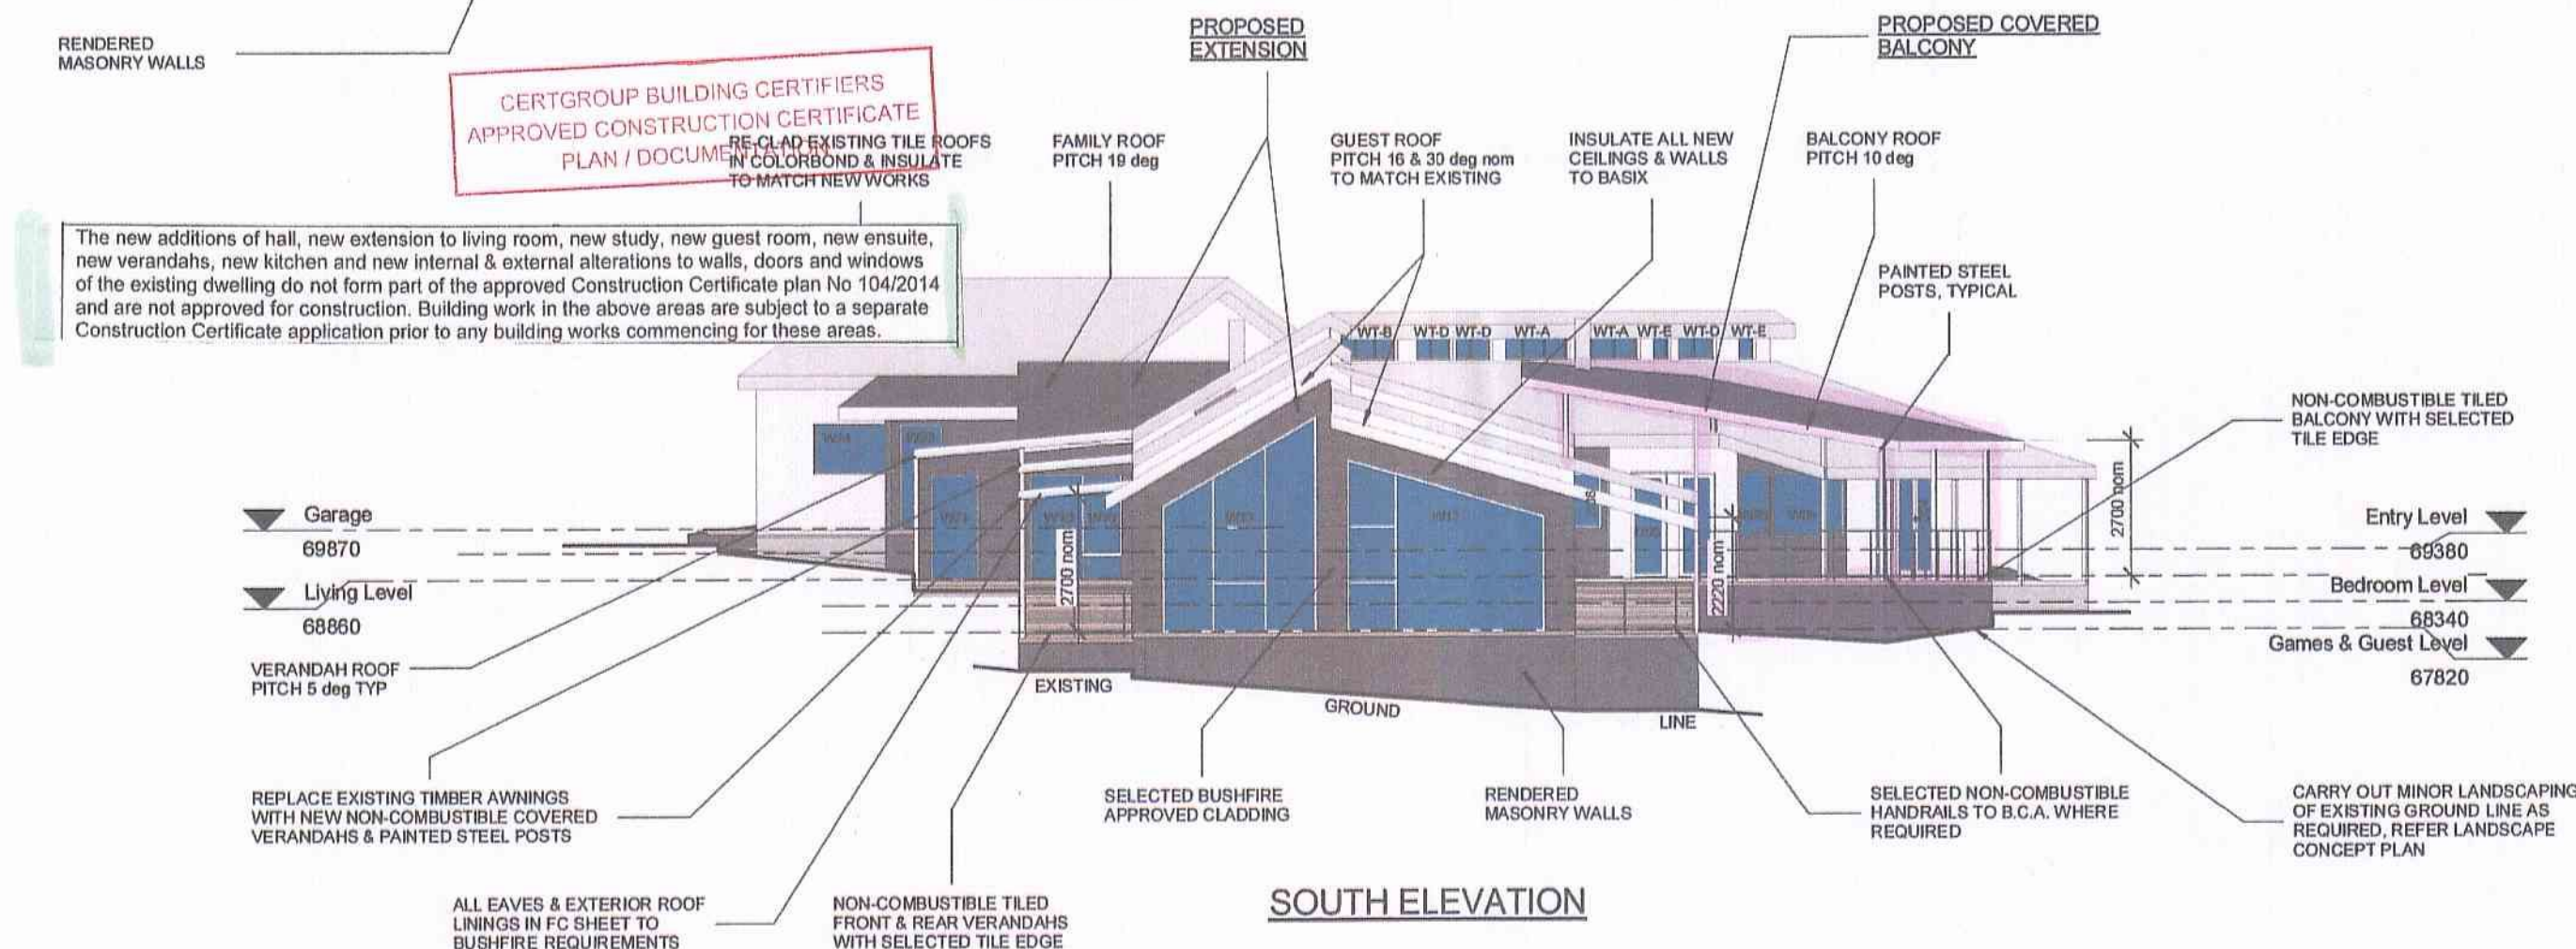 RENDERED
MASONRY WALLS
CERTGROUP BUILDING CERTIFIERS
APPROVED CONSTRUCTION CERTIFICATE
PLAN / DOCUMENTATION
RE-CLAD EXISTING TILE ROOFS
IN COLORBOND & INSULATE
TO MATCH NEW WORKS
FAMILY ROOF
PITCH 19 deg
PROPOSED
EXTENSION
GUEST ROOF
PITCH 16 & 30 deg nom
TO MATCH EXISTING
INSULATE ALL NEW
CEILINGS & WALLS
TO BASIX
PROPOSED COVERED
BALCONY
BALCONY ROOF
PITCH 10 deg
PAINTED STEEL
POSTS, TYPICAL
The new additions of hall, new extension to living room, new study, new guest room, new ensuite,
new verandahs, new kitchen and new internal & external alterations to walls, doors and windows
of the existing dwelling do not form part of the approved Construction Certificate plan No 104/2014
and are not approved for construction. Building work in the above areas are subject to a separate
Construction Certificate application prior to any building works commencing for these areas.
WT-B WT-D WT-D WT-A WT-A WT-E WT-D WT-E
NON-COMBUSTIBLE TILED
BALCONY WITH SELECTED
TILE EDGE
2700 nom
2220 nom
2700 nom
Garage
69870
Living Level
68860
Entry Level
69380
Bedroom Level
68340
Games & Guest Level
67820
VERANDAH ROOF
PITCH 5 deg TYP
EXISTING
GROUND
LINE
REPLACE EXISTING TIMBER AWNINGS
WITH NEW NON-COMBUSTIBLE COVERED
VERANDAHS & PAINTED STEEL POSTS
SELECTED BUSHFIRE
APPROVED CLADDING
RENDERED
MASONRY WALLS
SELECTED NON-COMBUSTIBLE
HANDRAILS TO B.C.A. WHERE
REQUIRED
CARRY OUT MINOR LANDSCAPING
OF EXISTING GROUND LINE AS
REQUIRED, REFER LANDSCAPE
CONCEPT PLAN
ALL EAVES & EXTERIOR ROOF
LININGS IN FC SHEET TO
BUSHFIRE REQUIREMENTS
NON-COMBUSTIBLE TILED
FRONT & REAR VERANDAHS
WITH SELECTED TILE EDGE
SOUTH ELEVATION